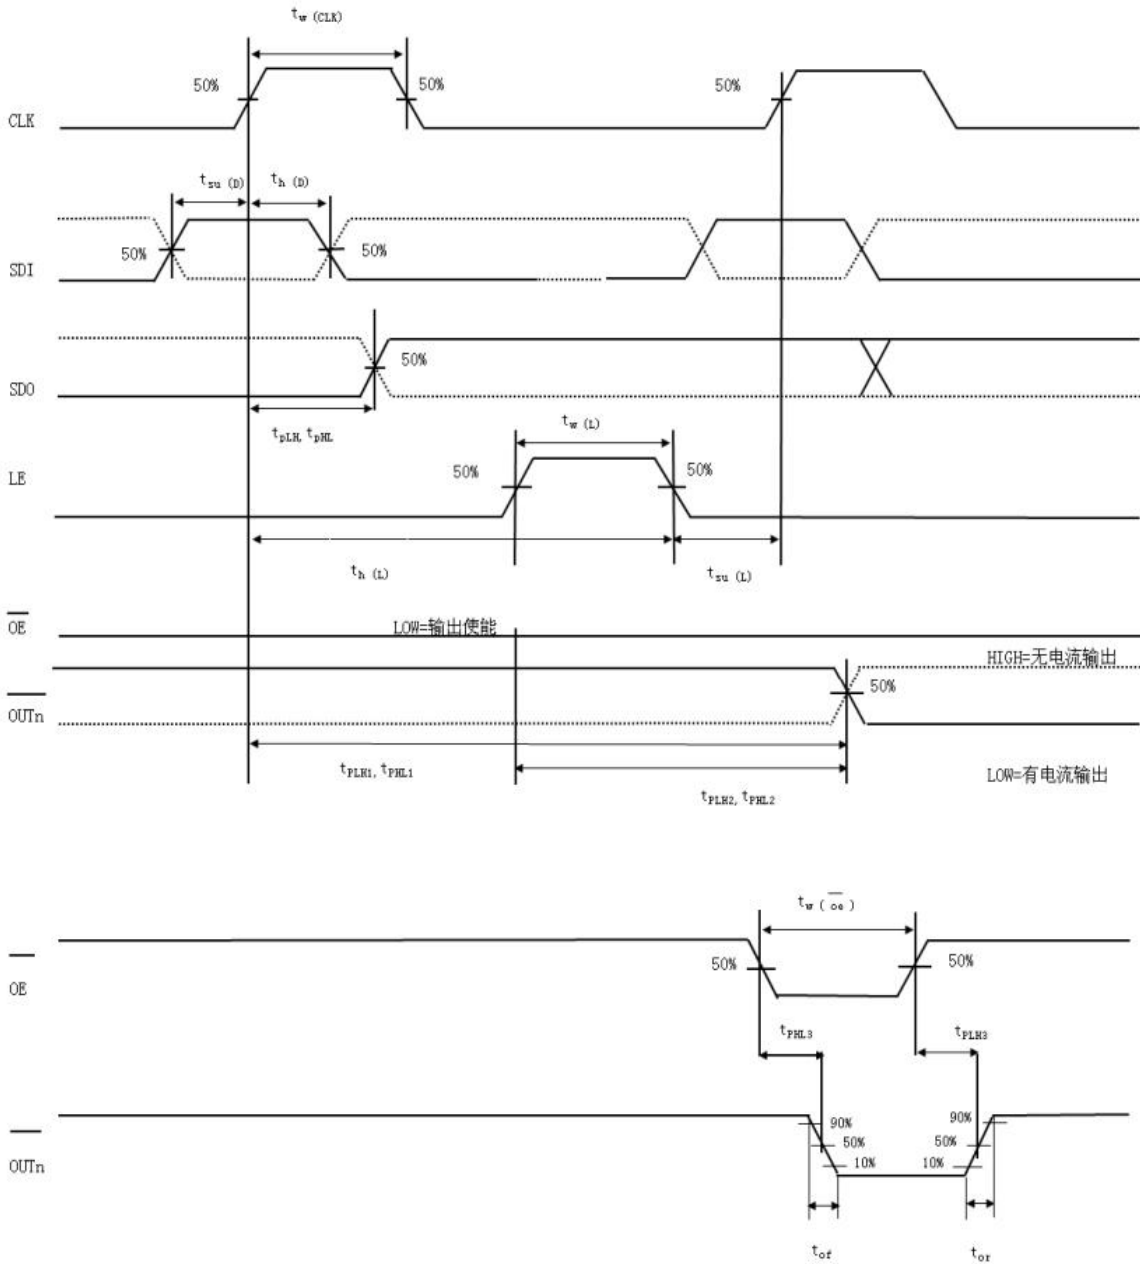 tw (CLK)
50%
50%
50%
CLK
tsu (D)
th (D)
50%
50%
SDI
50%
SDO
tpLH, tpHL
tw (L)
50%
50%
LE
th (L)
tsu (L)
OE
LOW=输出使能
HIGH=无电流输出
50%
OUTn
tPLH1, tPHL1
LOW=有电流输出
tPLH2, tPHL2
tw ( oe )
50%
50%
OE
tPHL3
tPLH3
90%
90%
50%
50%
10%
10%
OUTn
tof
tor